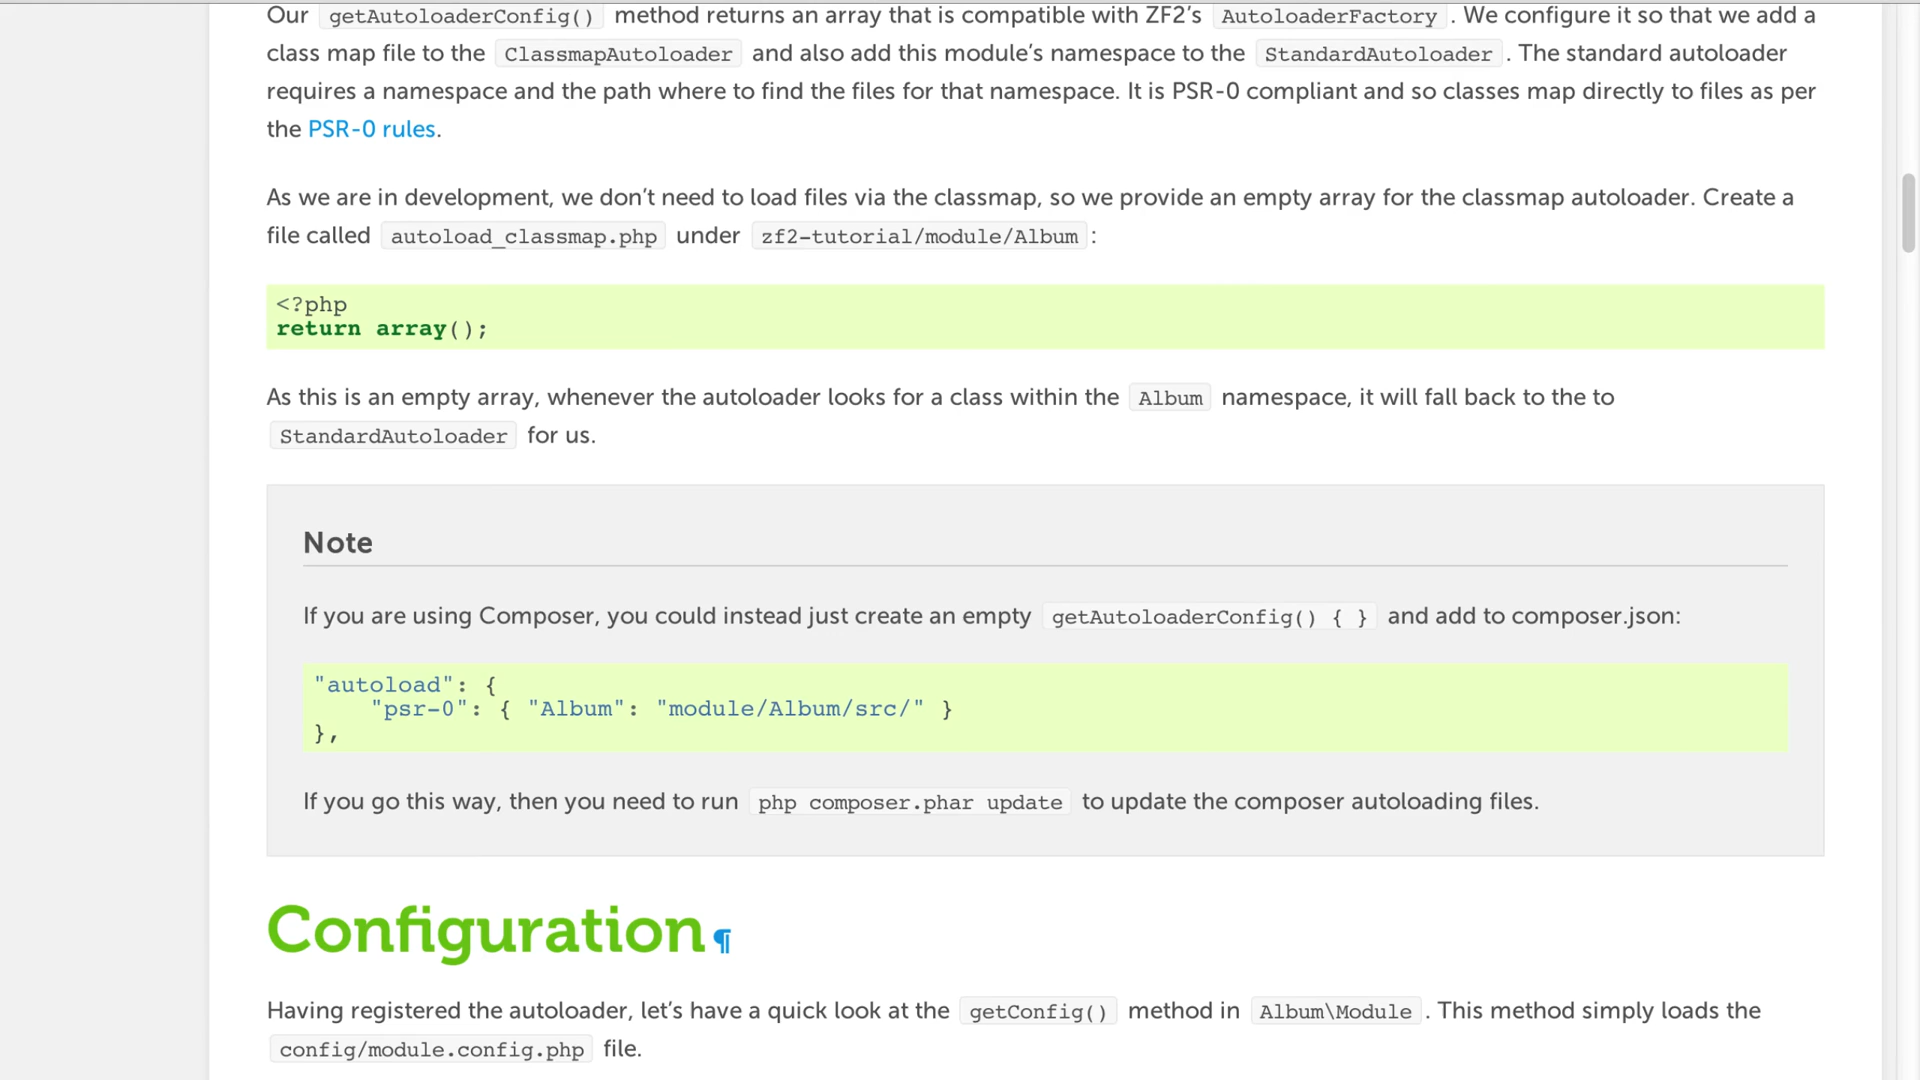 Our getAutoloaderConfig() method returns an array that is compatible with ZF2’s AutoloaderFactory . We configure it so that we add a
class map file to the ClassmapAutoloader and also add this module’s namespace to the StandardAutoloader . The standard autoloader
requires a namespace and the path where to find the files for that namespace. It is PSR-0 compliant and so classes map directly to files as per
the PSR-0 rules.
As we are in development, we don’t need to load files via the classmap, so we provide an empty array for the classmap autoloader. Create a
file called autoload_classmap.php under zf2-tutorial/module/Album :
<?php
return array();
As this is an empty array, whenever the autoloader looks for a class within the Album namespace, it will fall back to the to
StandardAutoloader for us.
Note
If you are using Composer, you could instead just create an empty getAutoloaderConfig() { } and add to composer.json:
"autoload": {
    "psr-0": { "Album": "module/Album/src/" }
},
If you go this way, then you need to run php composer.phar update to update the composer autoloading files.
Configuration ¶
Having registered the autoloader, let’s have a quick look at the getConfig() method in Album\Module . This method simply loads the
config/module.config.php file.